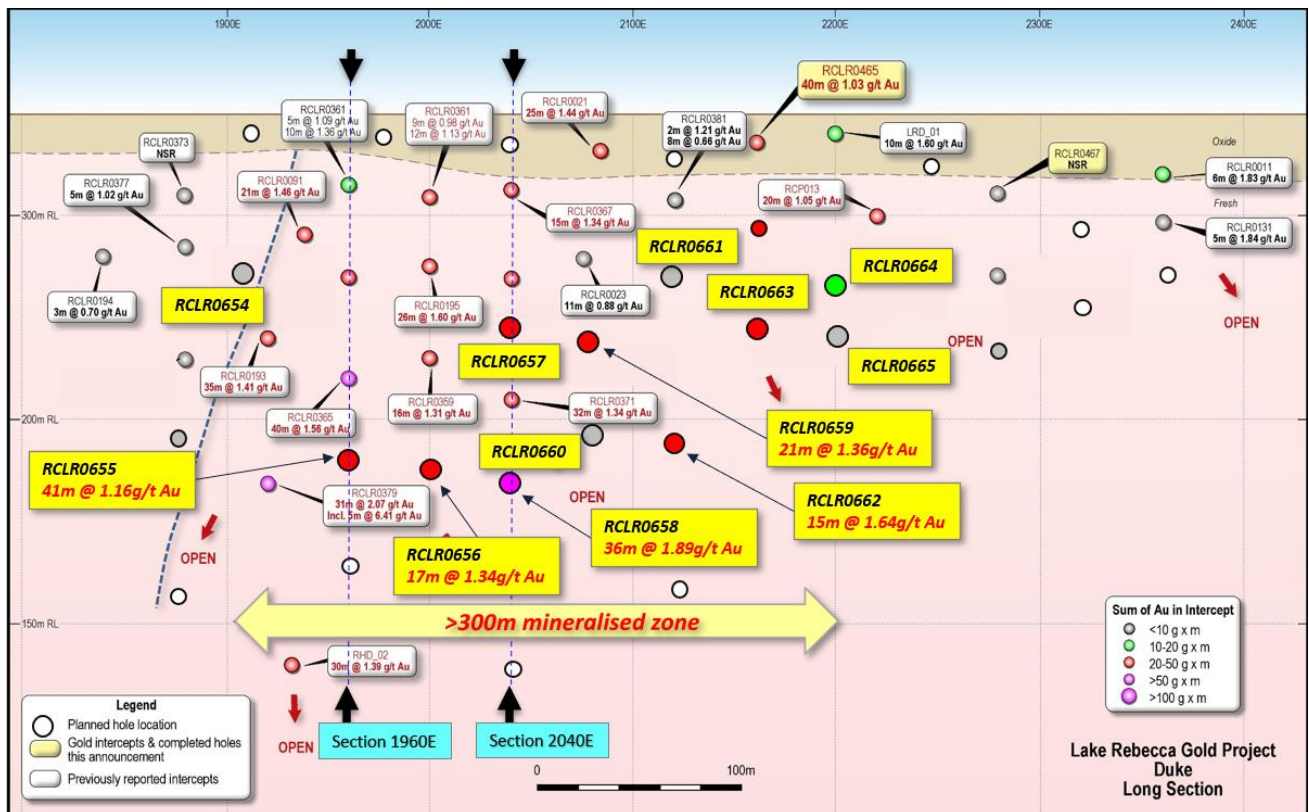 1900E
2000E
2100E
2200E
2300E
2400E
RCLR0465
40m @ 1.03 g/t Au
RCLR0361
5m @ 1.09 g/t Au
10m @ 1.36 g/t Au
RCLR0361
9m @ 0.98 g/t Au
12m @ 1.13 g/t Au
RCLR0021
25m @ 1.44 g/t Au
RCLR0381
2m @ 1.21 g/t Au
8m @ 0.66 g/t Au
LRD_01
10m @ 1.60 g/t Au
Oxide
RCLR0373
NSR
RCLR0467
NSR
RCLR0011
6m @ 1.83 g/t Au
RCLR0377
5m @ 1.02 g/t Au
RCLR0091
21m @ 1.46 g/t Au
RCLR0367
15m @ 1.34 g/t Au
RCP013
20m @ 1.05 g/t Au
Fresh
300m RL
RCLR0131
5m @ 1.84 g/t Au
RCLR0661
RCLR0664
RCLR0654
RCLR0663
RCLR0194
3m @ 0.70 g/t Au
RCLR0195
26m @ 1.60 g/t Au
RCLR0023
11m @ 0.88 g/t Au
OPEN
OPEN
RCLR0657
RCLR0665
RCLR0193
35m @ 1.41 g/t Au
RCLR0365
40m @ 1.56 g/t Au
RCLR0359
16m @ 1.31 g/t Au
RCLR0371
32m @ 1.34 g/t Au
200m RL
RCLR0659
21m @ 1.36g/t Au
RCLR0660
RCLR0655
41m @ 1.16g/t Au
RCLR0379
31m @ 2.07 g/t Au
Incl. 5m @ 6.41 g/t Au
OPEN
RCLR0662
15m @ 1.64g/t Au
RCLR0658
36m @ 1.89g/t Au
OPEN
RCLR0656
17m @ 1.34g/t Au
>300m mineralised zone
150m RL
RHD_02
30m @ 1.39 g/t Au
OPEN
Sum of Au in Intercept
<10 g x m
10-20 g x m
20-50 g x m
>50 g x m
>100 g x m
Legend
Planned hole location
Gold intercepts & completed holes
this announcement
Previously reported intercepts
Section 1960E
Section 2040E
0
100m
Lake Rebecca Gold Project
Duke
Long Section